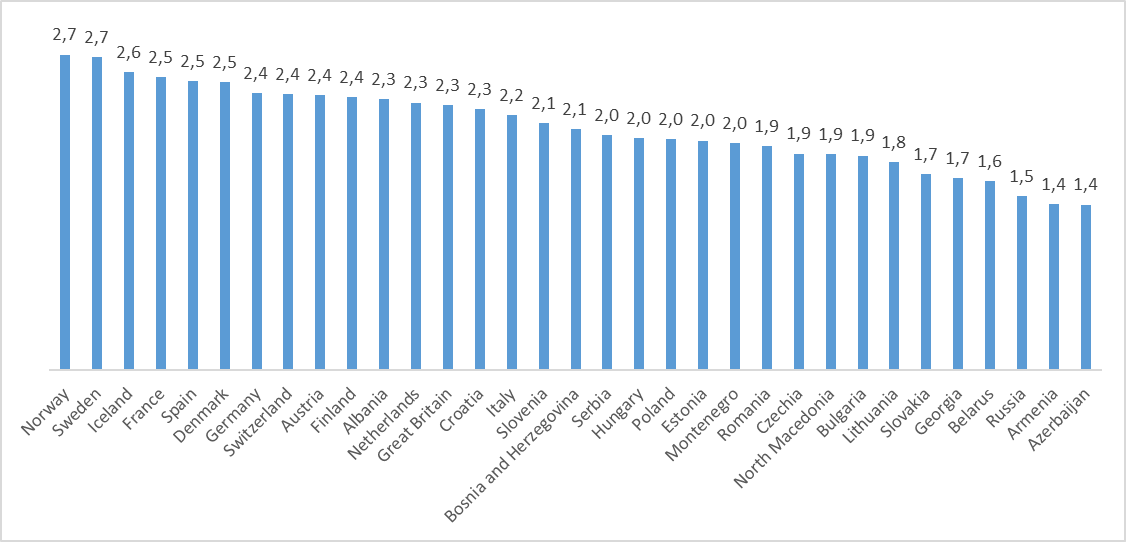 2,7 2,7 2,6 2,5 2,5 2,5 2,4 2,4 2,4 2,4 2,3 2,3 2,3 2,3 2,2 2,1 2,1 2,0 2,0 2,0 2,0 2,0 1,9 1,9 1,9 1,9 1,8 1,7 1,7 1,6 1,5 1,4 1,4
Norway
Sweden
Iceland
France
Spain
Denmark
Germany
Switzerland
Austria
Finland
Albania
Netherlands
Great Britain
Croatia
Italy
Slovenia
Bosnia and Herzegovina
Serbia
Hungary
Poland
Estonia
Montenegro
Romania
Czechia
North Macedonia
Bulgaria
Lithuania
Slovakia
Georgia
Belarus
Russia
Armenia
Azerbaijan